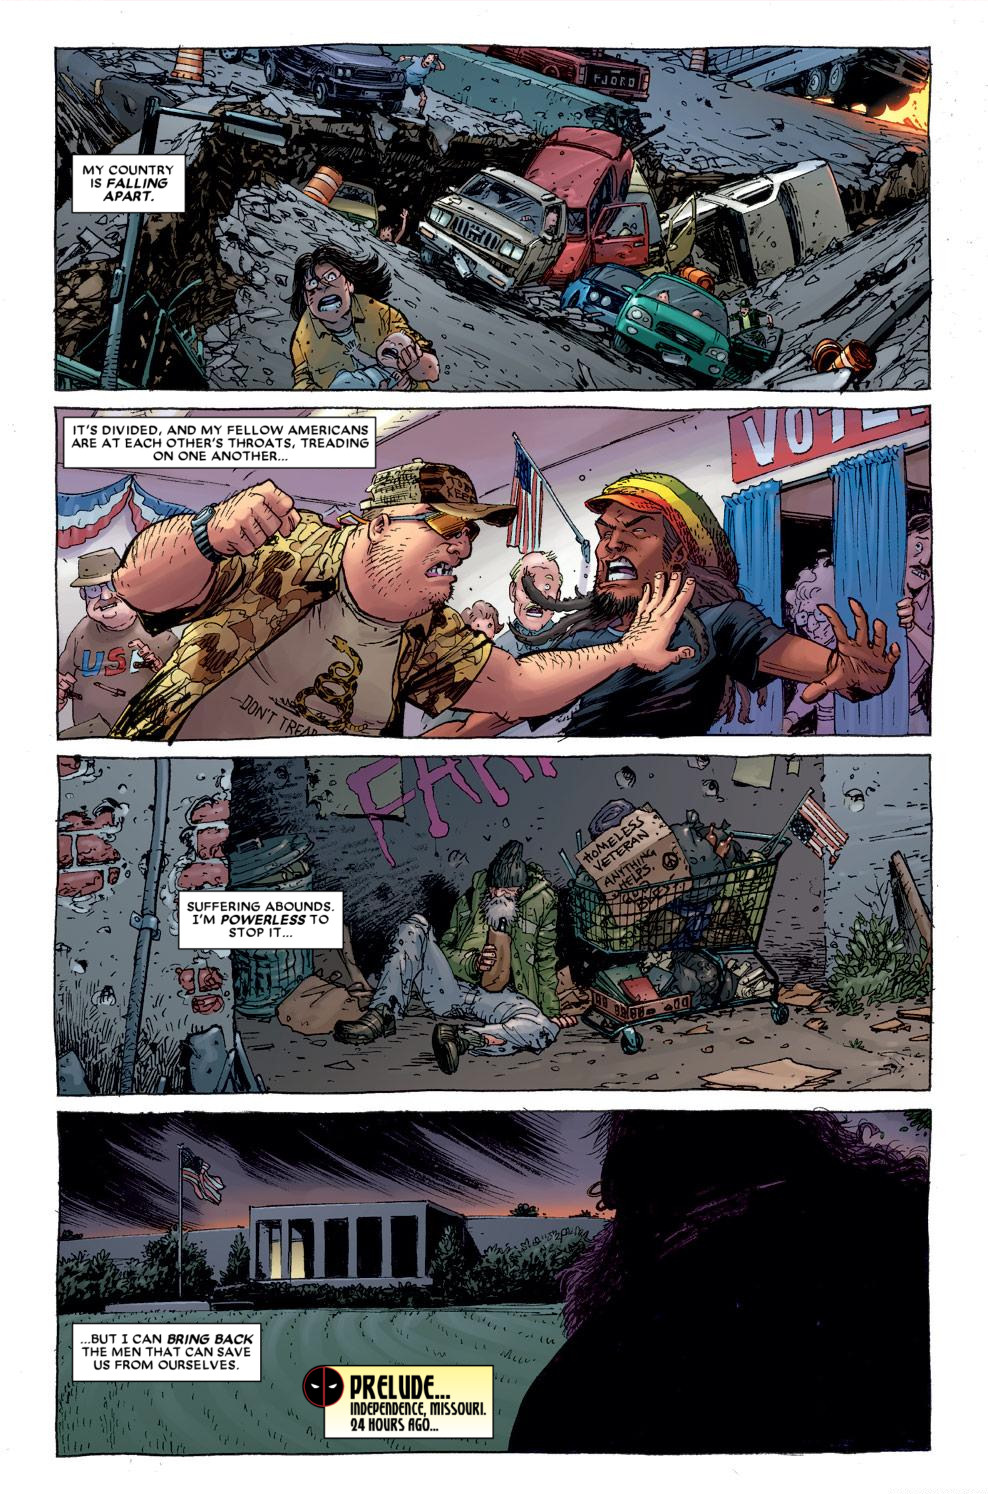 FJORD
MY COUNTRY
IS FALLING
APART.
IT'S DIVIDED, AND MY FELLOW AMERICANS
ARE AT EACH OTHER'S THROATS, TREADING
ON ONE ANOTHER...
VOTE
USA
DON'T TREAD
HOMELESS
VETERAN
ANYTHING
HELPS.
SUFFERING ABOUNDS.
I'M POWERLESS TO
STOP IT...
...BUT I CAN BRING BACK
THE MEN THAT CAN SAVE
US FROM OURSELVES.
PRELUDE...
INDEPENDENCE, MISSOURI.
24 HOURS AGO...